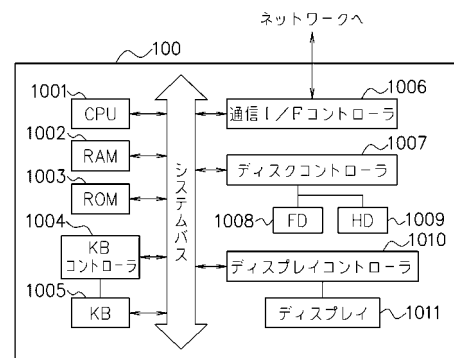 ネットワークへ
100
1001
CPU
1002
RAM
1003
ROM
1004
KB
コントローラ
1005
KB
システムバス
1006
通信I/Fコントローラ
1007
ディスクコントローラ
1008
FD
HD
1009
1010
ディスプレイコントローラ
ディスプレイ
1011